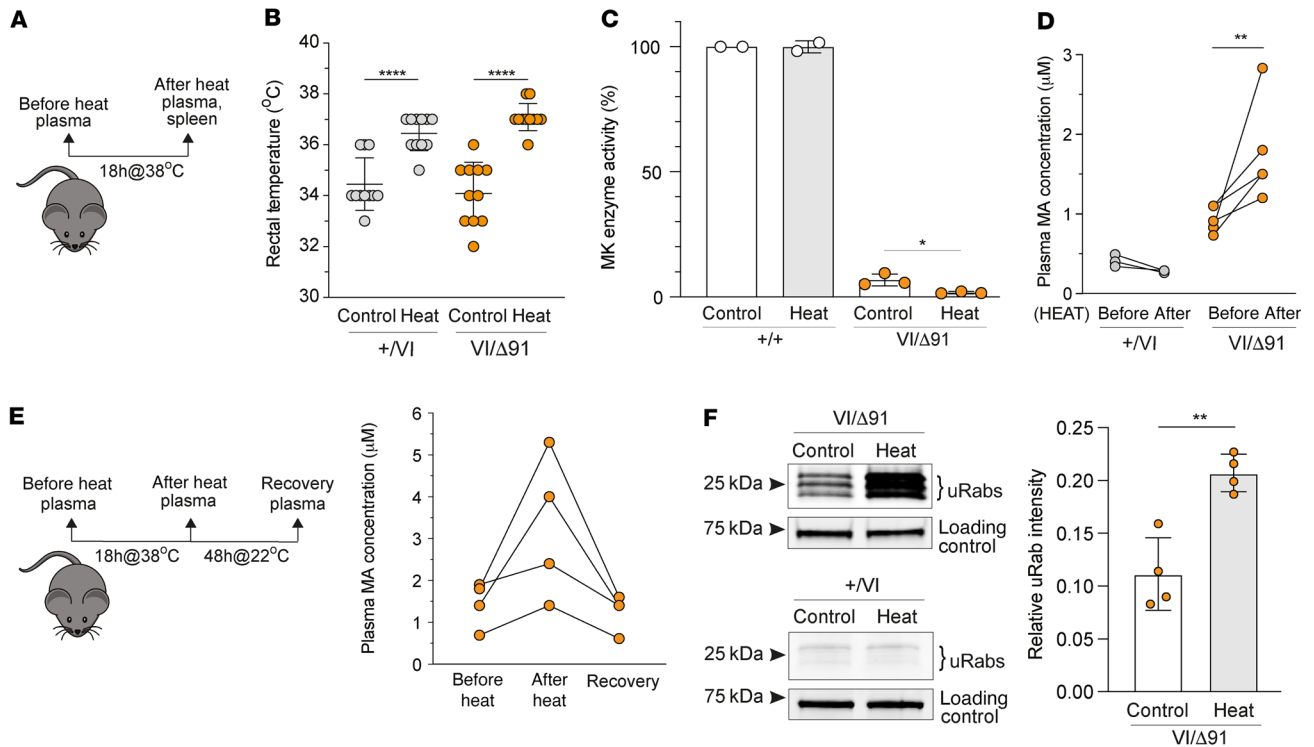 A
Before heat
plasma
After heat
plasma,
spleen
18h@38°C
B
Rectal temperature (°C)
40
38
36
34
32
30
****
****
Control Heat
Control Heat
+/VI
VI/Δ91
C
MK enzyme activity (%)
100
50
0
*
Control
Heat
Control
Heat
+/+
VI/Δ91
D
Plasma MA concentration (µM)
3
2
1
0
**
(HEAT)
Before After
Before After
+/VI
VI/Δ91
E
Before heat
plasma
After heat
plasma
Recovery
plasma
18h@38°C
48h@22°C
Plasma MA concentration (µM)
6
5
4
3
2
1
0
Before
heat
After
heat
Recovery
F
VI/Δ91
Control
Heat
25 kDa
uRabs
75 kDa
Loading
control
+/VI
Control
Heat
25 kDa
uRabs
75 kDa
Loading
control
Relative uRab intensity
0.25
0.20
0.15
0.10
0.05
0.00
**
Control
Heat
VI/Δ91